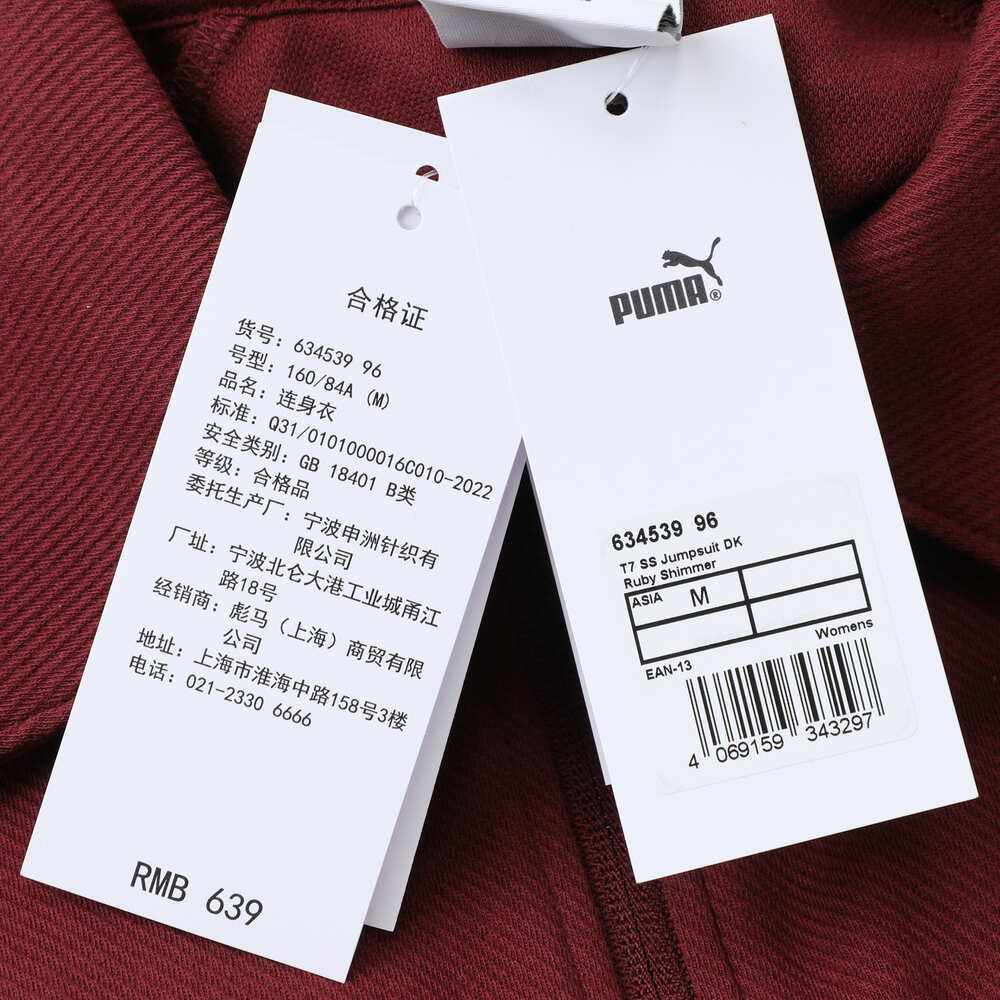 合格证
货号: 634539 96
号型: 160/84A (M)
品名: 连身衣
标准: Q31/0101000016C010-2022
安全类别: GB 18401 B类
等级: 合格品
委托生产厂: 宁波申洲针织有
限公司
厂址: 宁波北仑大港工业城甬江
路18号
经销商: 彪马（上海）商贸有限
公司
地址: 上海市淮海中路158号3楼
电话: 021-2330 6666
RMB 639
PUMA®
634539 96
T7 SS Jumpsuit DK
Ruby Shimmer
ASIA M
Womens
EAN-13
4 069159 343297